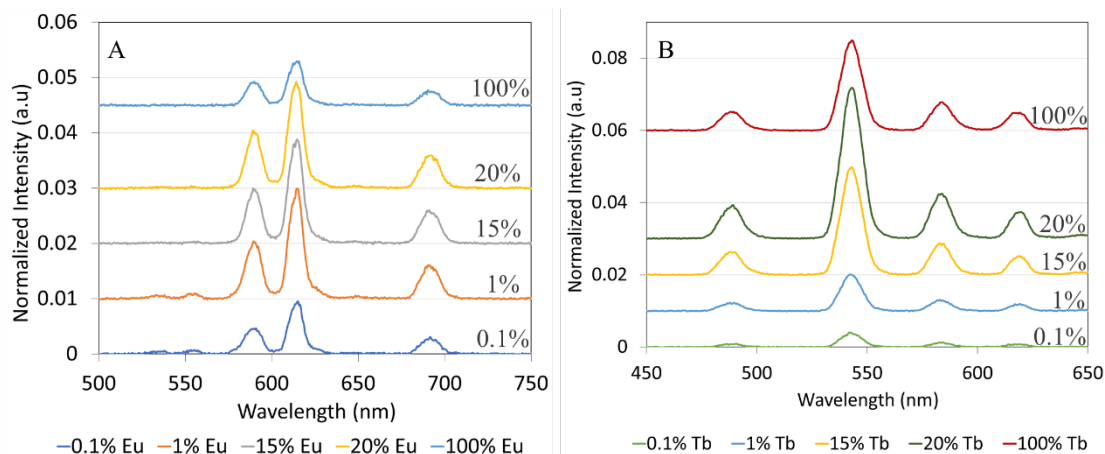 A
Normalized Intensity (a.u)
0.06
0.05
0.04
0.03
0.02
0.01
0
100%
20%
15%
1%
0.1%
500 550 600 650 700 750
Wavelength (nm)
0.1% Eu 1% Eu 15% Eu 20% Eu 100% Eu
B
Normalized Intensity (a.u)
0.08
0.06
0.04
0.02
0
100%
20%
15%
1%
0.1%
450 500 550 600 650
Wavelength (nm)
0.1% Tb 1% Tb 15% Tb 20% Tb 100% Tb